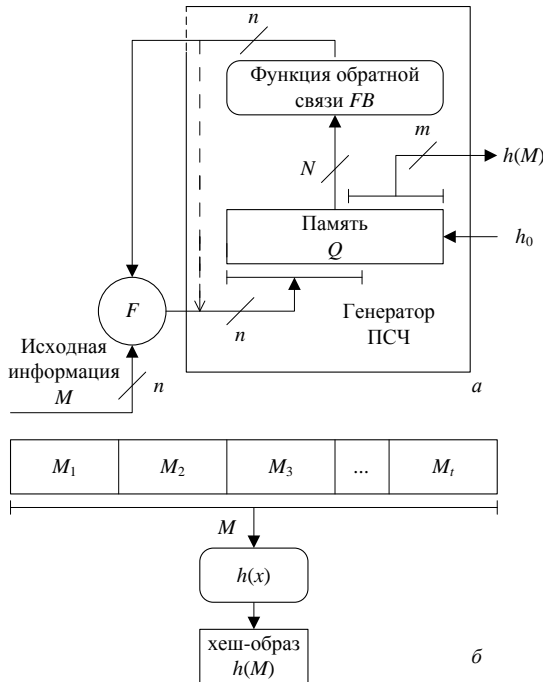 n
Функция обратной
связи FB
m
N
h(M)
Память
Q
h₀
F
n
Генератор
ПСЧ
Исходная
информация
M
n
а
M₁ M₂ M₃ ... Mₜ
M
h(x)
хеш-образ
h(M)
б